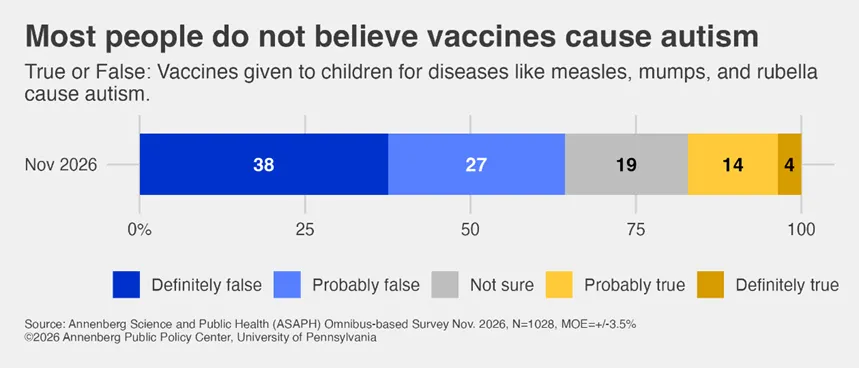 Most people do not believe vaccines cause autism
True or False: Vaccines given to children for diseases like measles, mumps, and rubella
cause autism.
Nov 2026
38 27 19 14 4
0% 25 50 75 100
Definitely false Probably false Not sure Probably true Definitely true
Source: Annenberg Science and Public Health (ASAPH) Omnibus-based Survey Nov. 2026, N=1028, MOE=+/-3.5%
©2026 Annenberg Public Policy Center, University of Pennsylvania